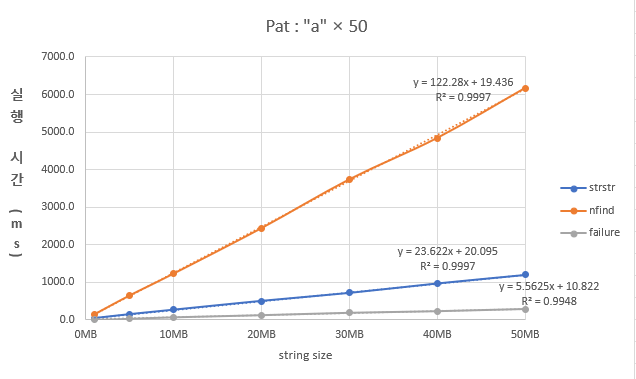 Pat : "a" × 50
실행 시간 (ms(
7000.0
6000.0
5000.0
4000.0
3000.0
2000.0
1000.0
0.0
y = 122.28x + 19.436
R² = 0.9997
y = 23.622x + 20.095
R² = 0.9997
y = 5.5625x + 10.822
R² = 0.9948
strstr
nfind
failure
0MB
10MB
20MB
30MB
40MB
50MB
string size